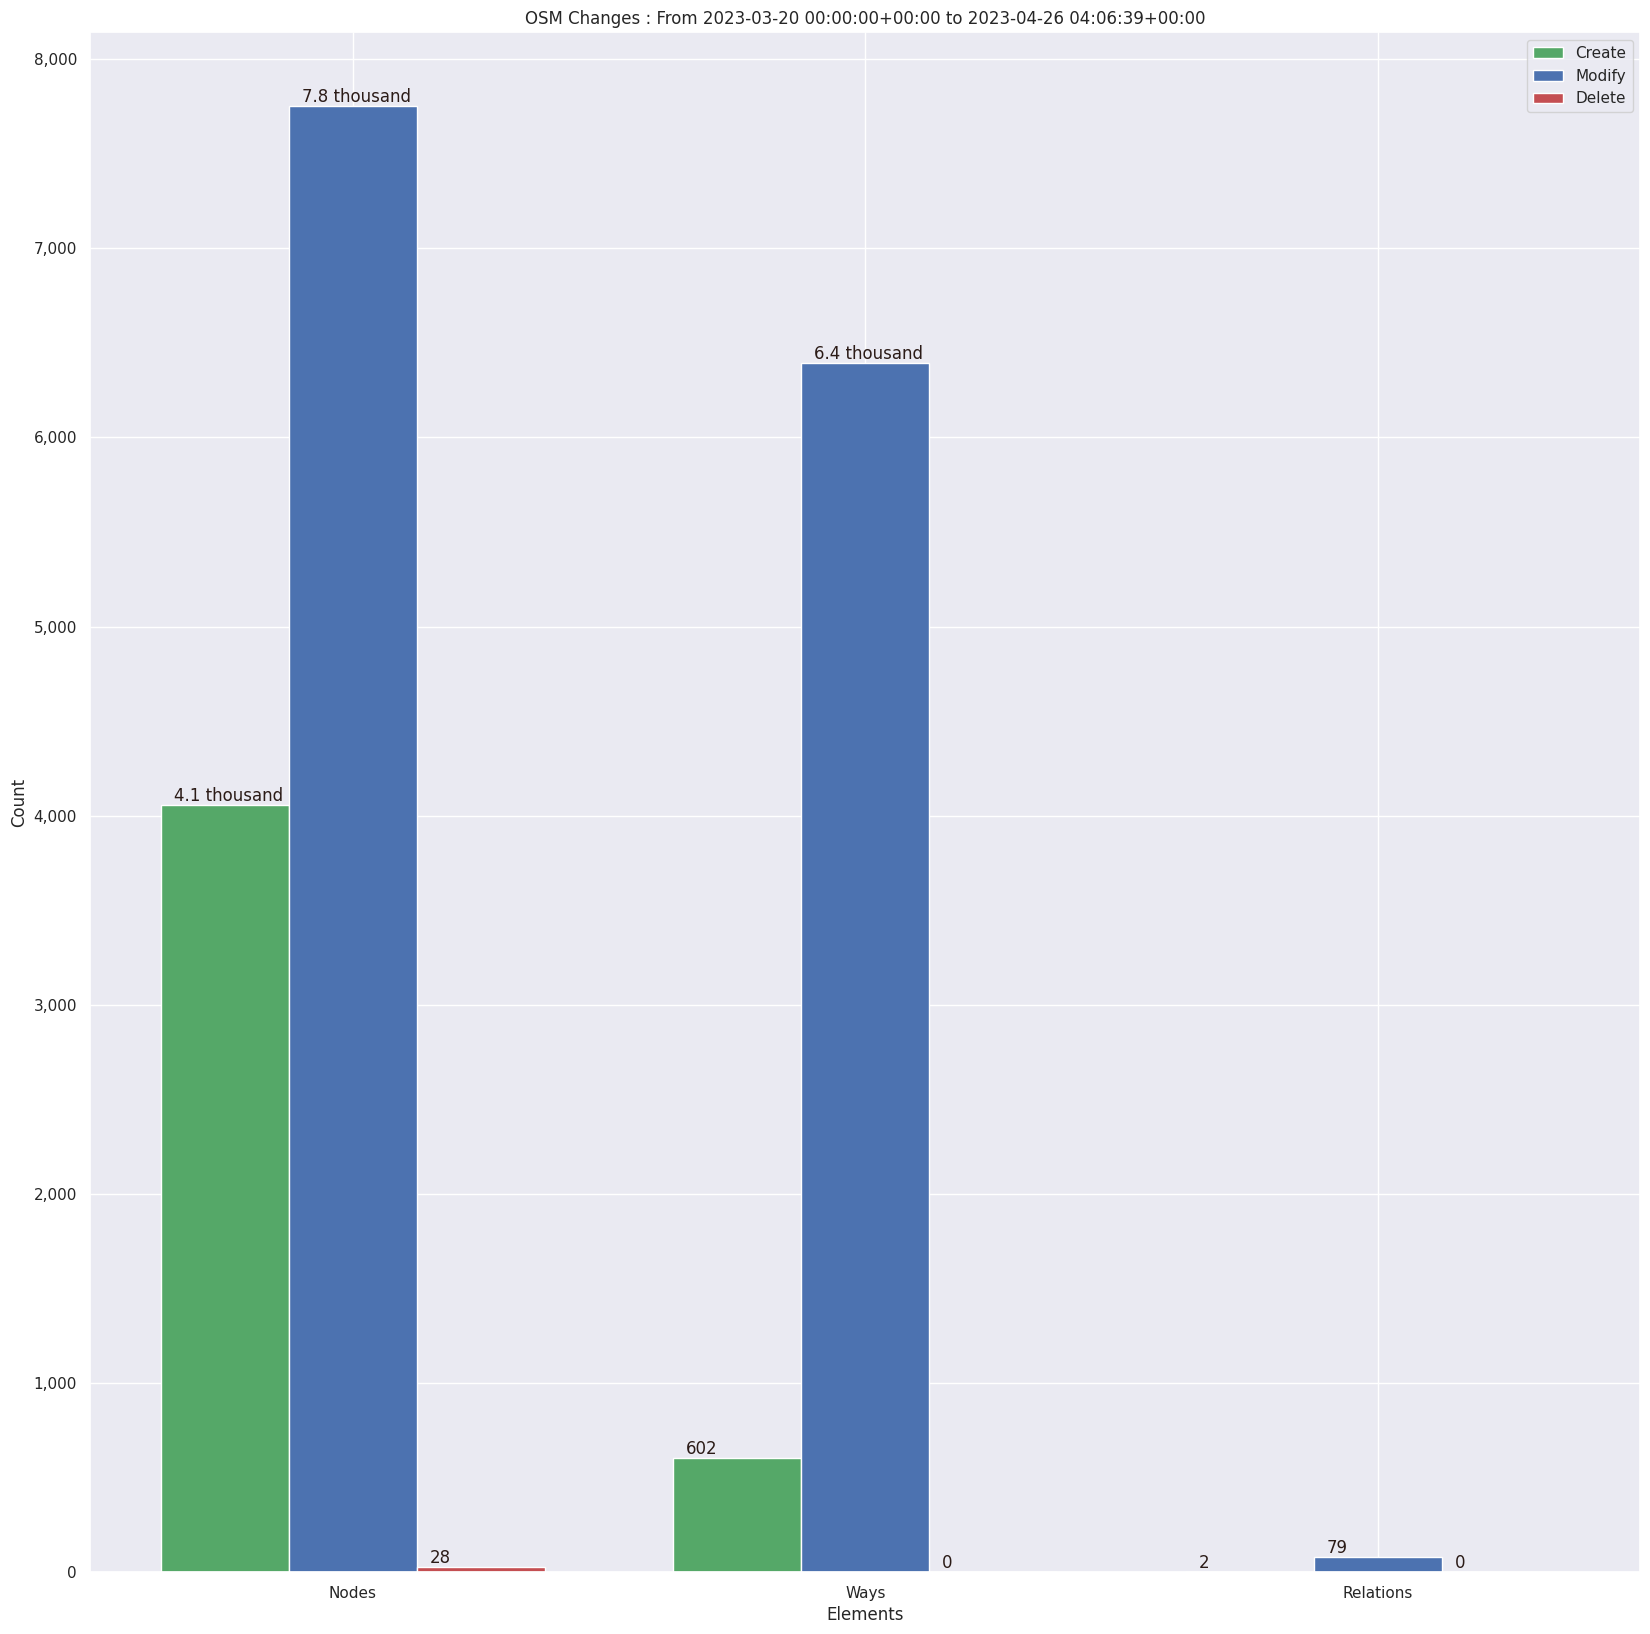 OSM Changes : From 2023-03-20 00:00:00+00:00 to 2023-04-26 04:06:39+00:00
Create
Modify
Delete
8,000
7,000
6,000
5,000
4,000
3,000
2,000
1,000
0
Count
7.8 thousand
6.4 thousand
4.1 thousand
602
28
0
2
79
0
Nodes
Ways
Relations
Elements